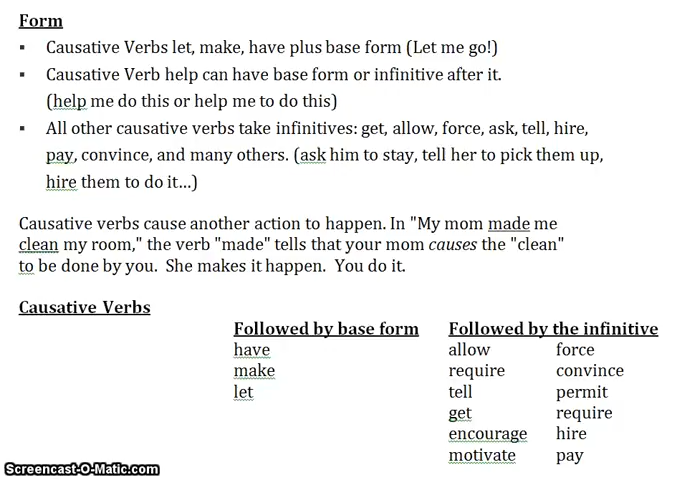 Form
▪ Causative Verbs let, make, have plus base form (Let me go!)
▪ Causative Verb help can have base form or infinitive after it.
(help me do this or help me to do this)
▪ All other causative verbs take infinitives: get, allow, force, ask, tell, hire,
pay, convince, and many others. (ask him to stay, tell her to pick them up,
hire them to do it…)
Causative verbs cause another action to happen. In "My mom made me
clean my room," the verb "made" tells that your mom causes the "clean"
to be done by you.  She makes it happen.  You do it.
Causative Verbs
Followed by base form Followed by the infinitive
have allow force
make require convince
let tell permit
get require
encourage hire
motivate pay
Screencast-O-Matic.com